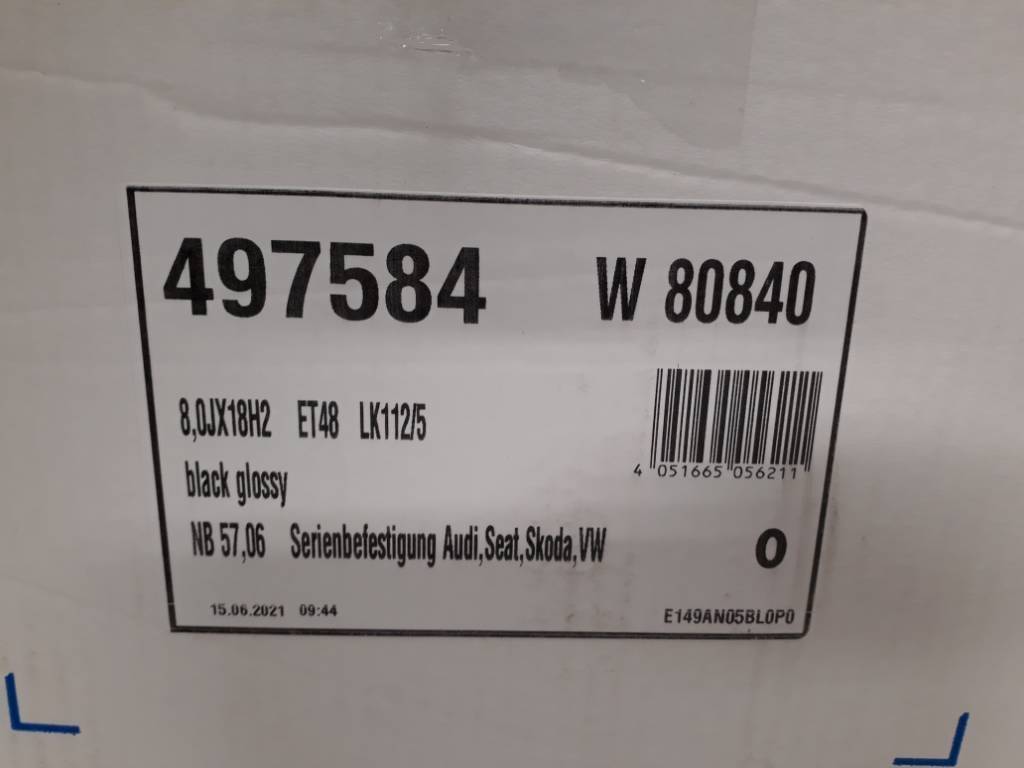 497584 W 80840
8,0JX18H2 ET48 LK112/5
4 051665 056211
black glossy
NB 57,06 Serienbefestigung Audi,Seat,Skoda,VW 0
15.06.2021 09:44 E149AN05BL0P0